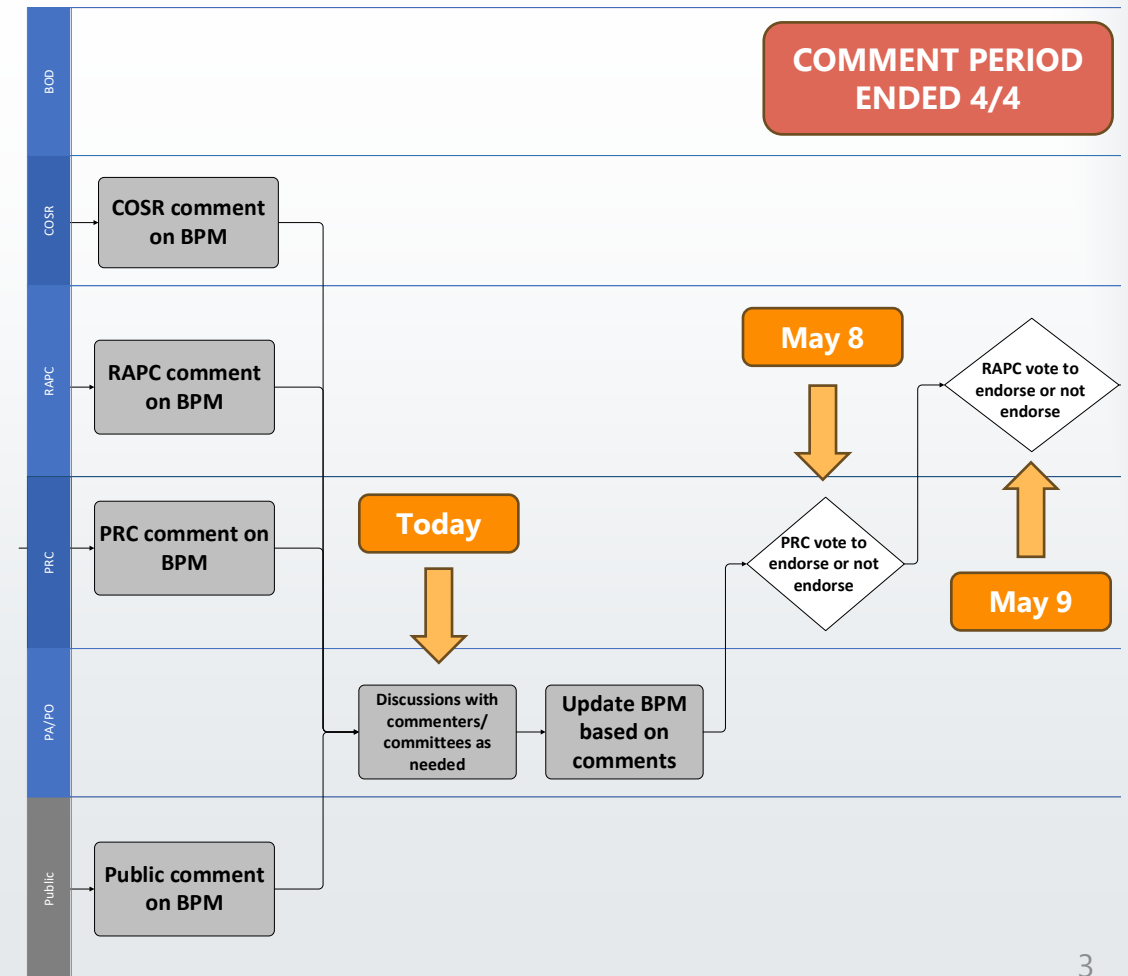 BOD
COMMENT PERIOD
ENDED 4/4
COSR
COSR comment
on BPM
RAPC
RAPC comment
on BPM
May 8
RAPC vote to
endorse or not
endorse
PRC
PRC comment on
BPM
Today
PRC vote to
endorse or not
endorse
May 9
PA/PO
Discussions with
commenters/
committees as
needed
Update BPM
based on
comments
Public
Public comment
on BPM
3